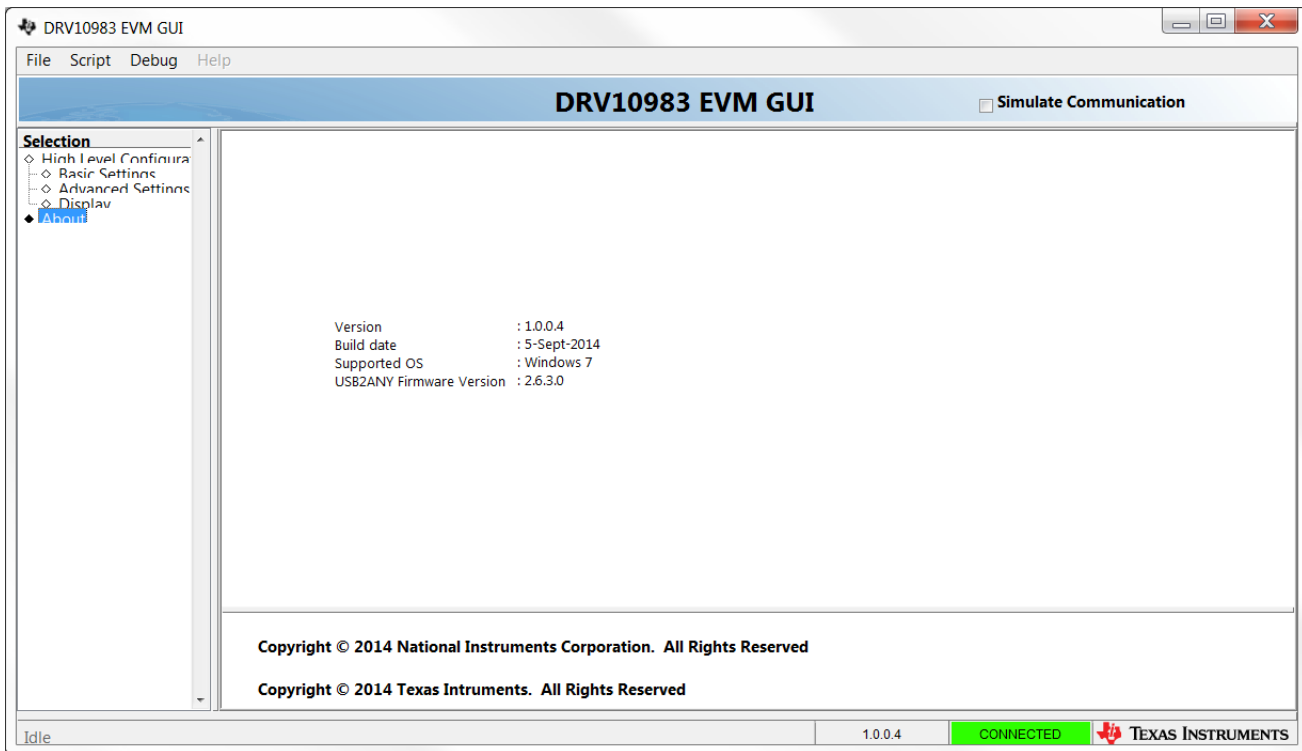 DRV10983 EVM GUI
File Script Debug Help
DRV10983 EVM GUI
Simulate Communication
Selection
High Level Configura
Basic Settings
Advanced Settings
Display
About
Version : 1.0.0.4
Build date : 5-Sept-2014
Supported OS : Windows 7
USB2ANY Firmware Version : 2.6.3.0
Copyright © 2014 National Instruments Corporation. All Rights Reserved
Copyright © 2014 Texas Intruments. All Rights Reserved
Idle
1.0.0.4
CONNECTED
TEXAS INSTRUMENTS